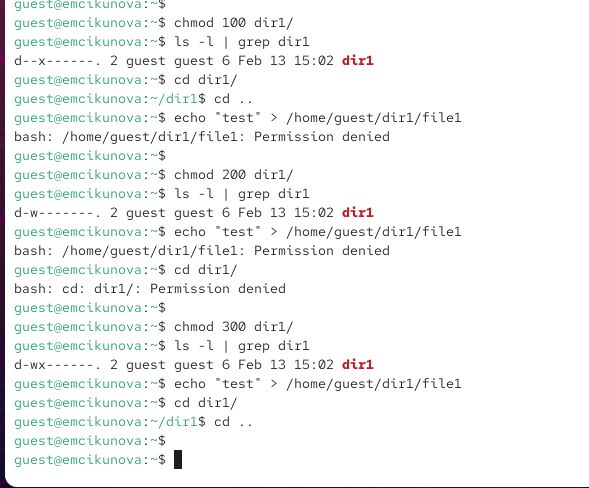 guest@emcikunova:~$
guest@emcikunova:~$ chmod 100 dir1/
guest@emcikunova:~$ ls -l | grep dir1
d--x------. 2 guest guest 6 Feb 13 15:02 dir1
guest@emcikunova:~$ cd dir1/
guest@emcikunova:~/dir1$ cd ..
guest@emcikunova:~$ echo "test" > /home/guest/dir1/file1
bash: /home/guest/dir1/file1: Permission denied
guest@emcikunova:~$
guest@emcikunova:~$ chmod 200 dir1/
guest@emcikunova:~$ ls -l | grep dir1
d-w-------. 2 guest guest 6 Feb 13 15:02 dir1
guest@emcikunova:~$ echo "test" > /home/guest/dir1/file1
bash: /home/guest/dir1/file1: Permission denied
guest@emcikunova:~$ cd dir1/
bash: cd: dir1/: Permission denied
guest@emcikunova:~$
guest@emcikunova:~$ chmod 300 dir1/
guest@emcikunova:~$ ls -l | grep dir1
d-wx------. 2 guest guest 6 Feb 13 15:02 dir1
guest@emcikunova:~$ echo "test" > /home/guest/dir1/file1
guest@emcikunova:~$ cd dir1/
guest@emcikunova:~/dir1$ cd ..
guest@emcikunova:~$
guest@emcikunova:~$